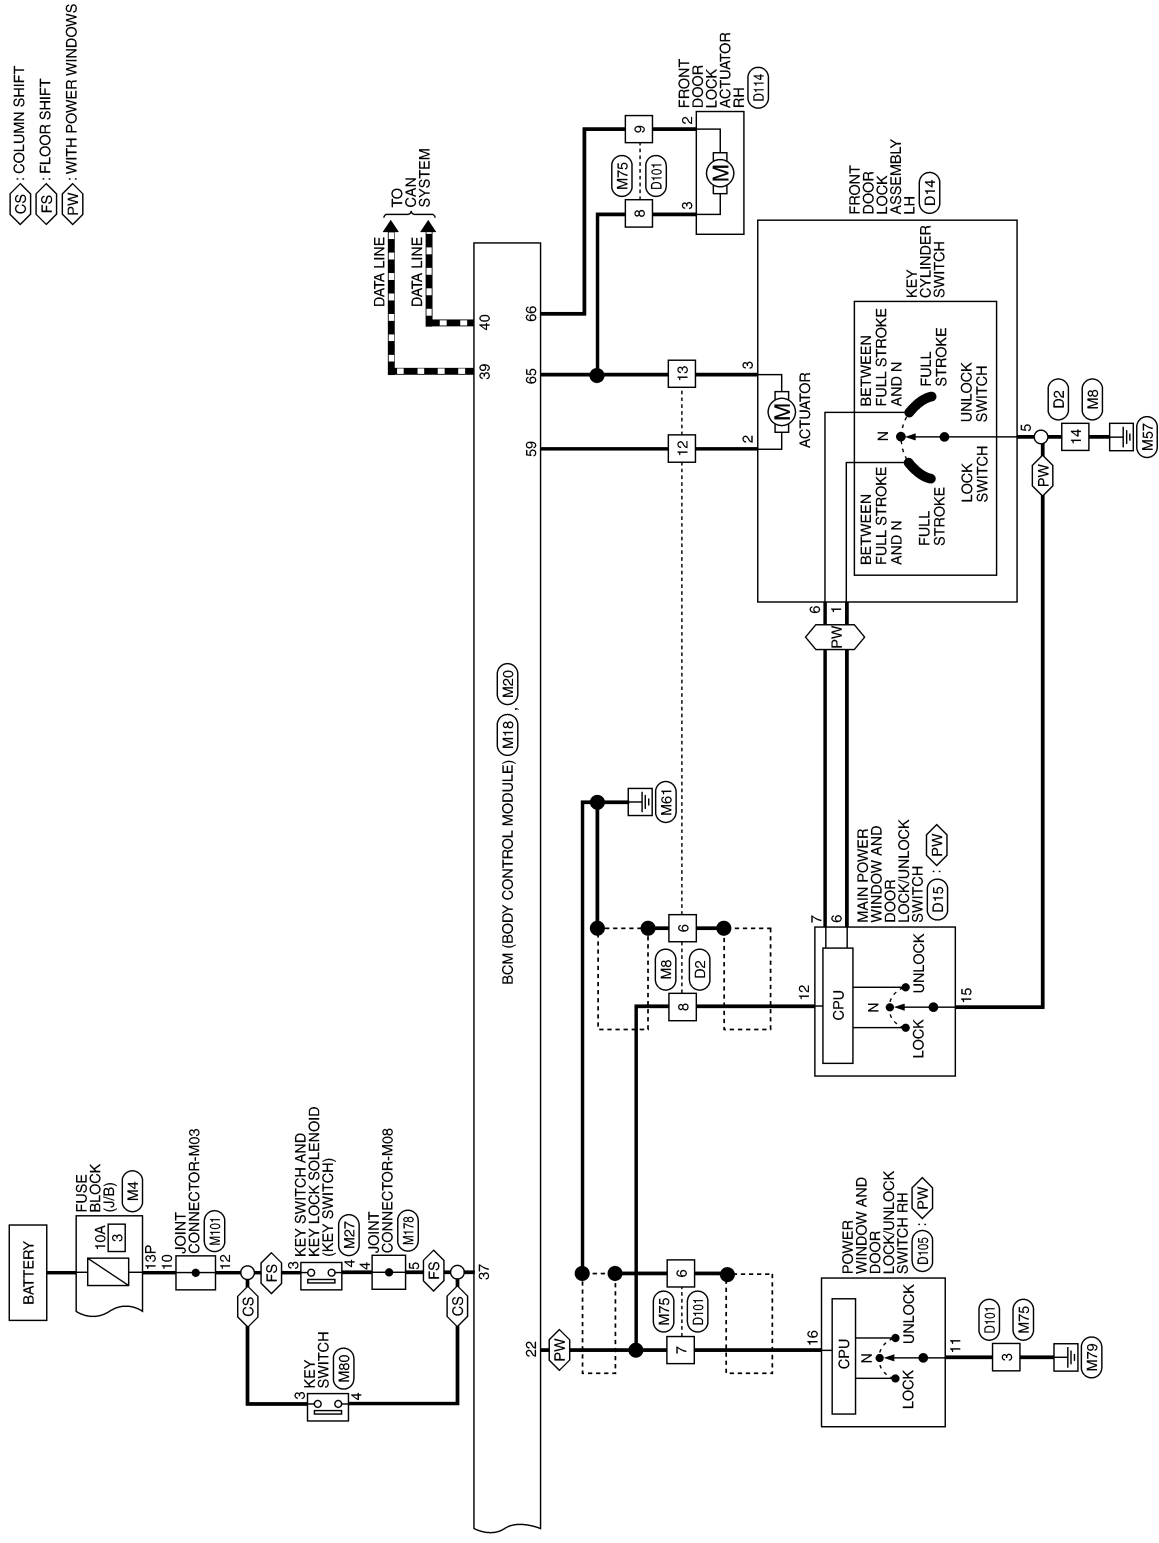 CS : COLUMN SHIFT
FS : FLOOR SHIFT
PW : WITH POWER WINDOWS
BATTERY
FUSE
BLOCK
(J/B)
M4
10A
3
13P
10
JOINT
CONNECTOR-M03
M101
12
FS
CS
3
KEY SWITCH AND
KEY LOCK SOLENOID
(KEY SWITCH)
M27
4
3
KEY
SWITCH
M80
4
4
JOINT
CONNECTOR-M08
M178
5
FS
CS
37
39
40
DATA LINE
DATA LINE
TO
CAN
SYSTEM
BCM (BODY CONTROL MODULE) M18 , M20
22
59
65
66
PW
M61
M75
D101
7
6
M8
D2
8
6
12
13
M75
D101
8
9
3
2
M
FRONT
DOOR
LOCK
ACTUATOR
RH
D114
16
CPU
N
LOCK
UNLOCK
POWER
WINDOW AND
DOOR
LOCK/UNLOCK
SWITCH RH
D105 : PW
11
3
D101
M75
M79
12
7
6
CPU
N
LOCK
UNLOCK
MAIN POWER
WINDOW AND
DOOR
LOCK/UNLOCK
SWITCH
D15 : PW
15
PW
6
1
2
3
M
ACTUATOR
FRONT
DOOR
LOCK
ASSEMBLY
LH
D14
KEY
CYLINDER
SWITCH
BETWEEN
FULL STROKE
AND N
FULL
STROKE
N
BETWEEN
FULL STROKE
AND N
FULL
STROKE
LOCK
SWITCH
UNLOCK
SWITCH
5
PW
14
D2
M8
M57